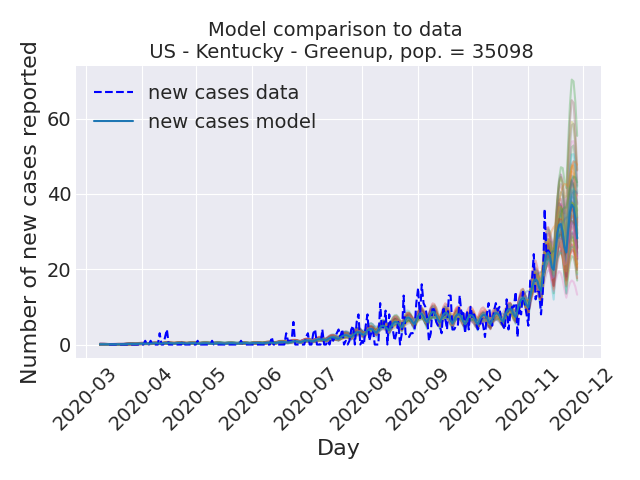 Model comparison to data
US - Kentucky - Greenup, pop. = 35098
Number of new cases reported
new cases data
new cases model
60
40
20
0
2020-03
2020-04
2020-05
2020-06
2020-07
2020-08
2020-09
2020-10
2020-11
2020-12
Day